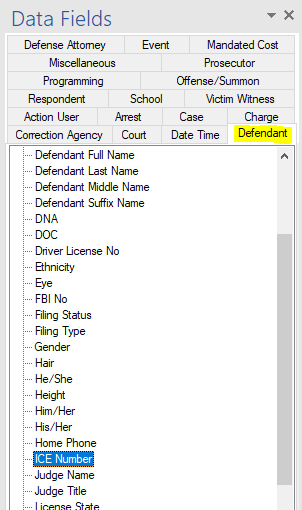 Data Fields
Defense Attorney Event Mandated Cost
Miscellaneous Prosecutor
Programming Offense/Summon
Respondent School Victim Witness
Action User Arrest Case Charge
Correction Agency Court Date Time Defendant
Defendant Full Name
Defendant Last Name
Defendant Middle Name
Defendant Suffix Name
DNA
DOC
Driver License No
Ethnicity
Eye
FBI No
Filing Status
Filing Type
Gender
Hair
He/She
Height
Him/Her
His/Her
Home Phone
ICE Number
Judge Name
Judge Title
License State